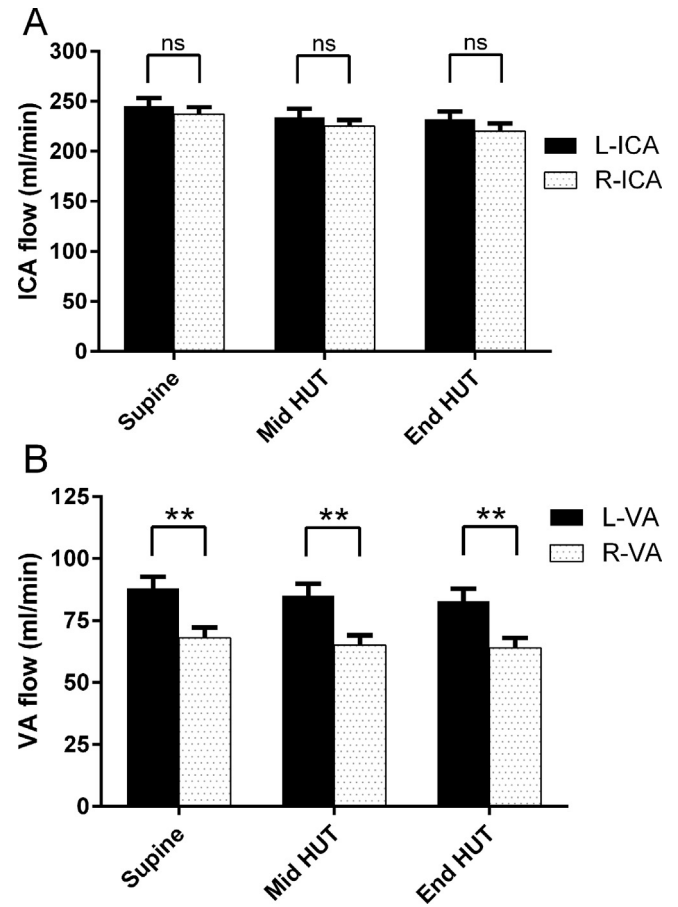 A
300
250
200
150
100
50
0
ICA flow (ml/min)
ns
ns
ns
L-ICA
R-ICA
Supine
Mid HUT
End HUT
B
125
100
75
50
25
0
VA flow (ml/min)
**
**
**
L-VA
R-VA
Supine
Mid HUT
End HUT